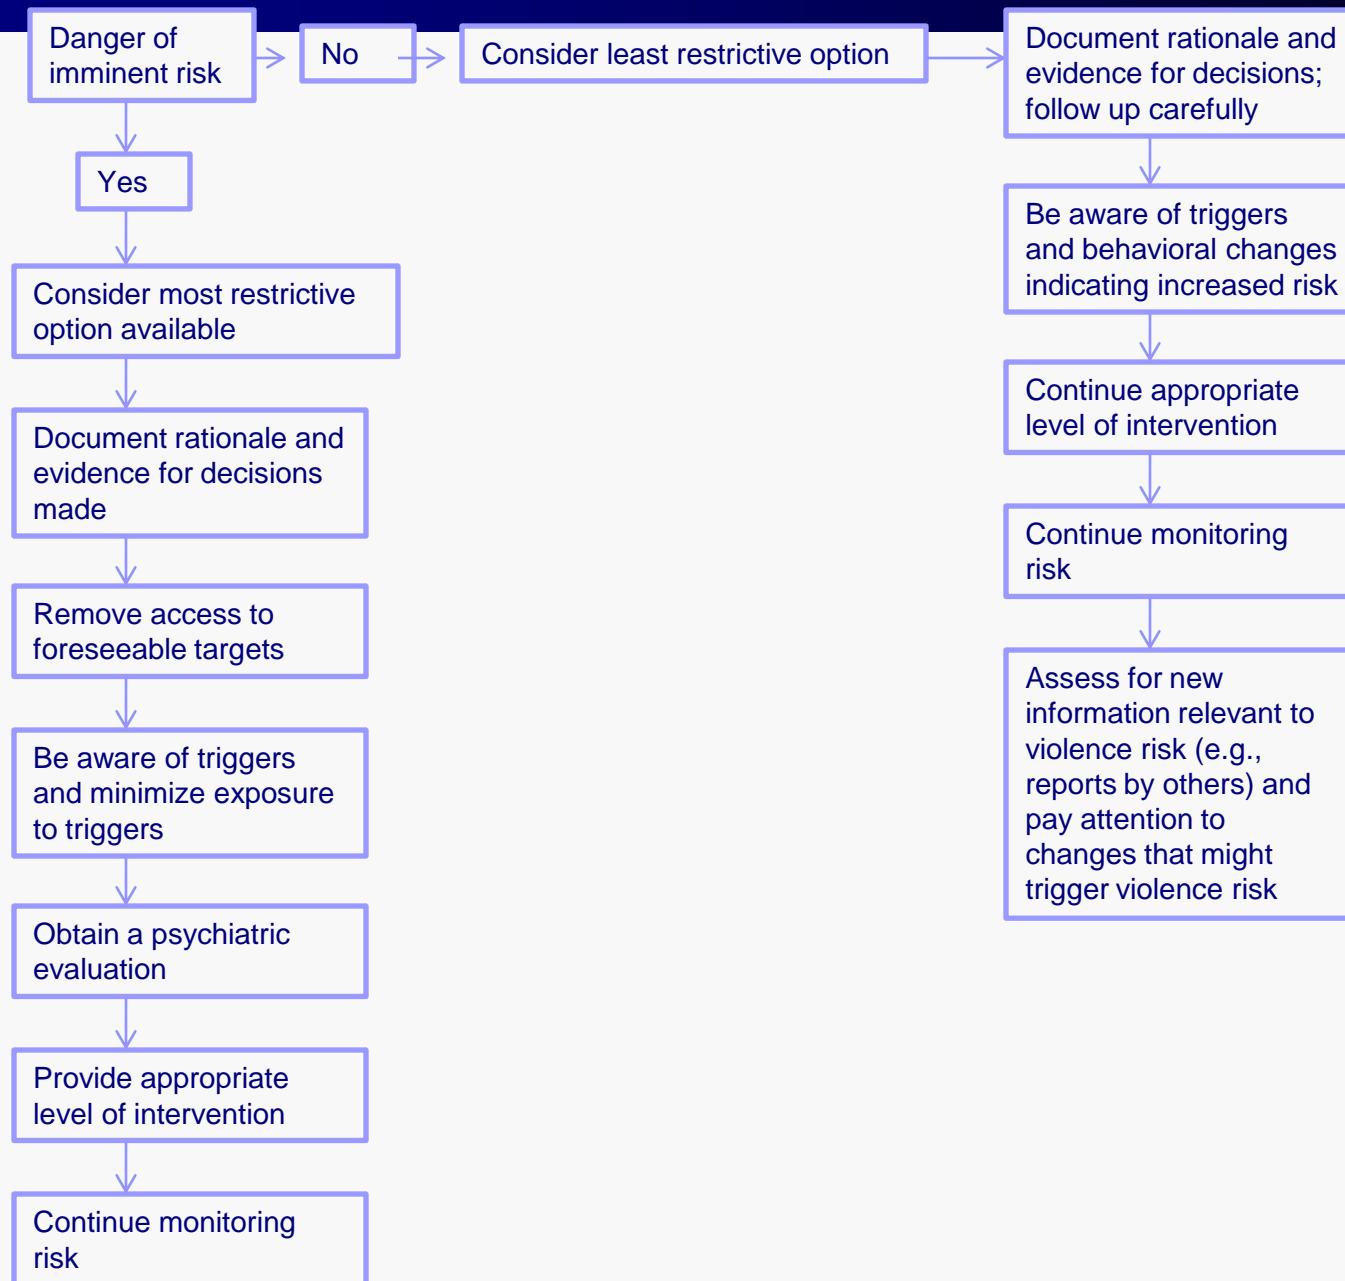 Danger of
imminent risk
No
Consider least restrictive option
Document rationale and
evidence for decisions;
follow up carefully
Yes
Consider most restrictive
option available
Document rationale and
evidence for decisions
made
Remove access to
foreseeable targets
Be aware of triggers
and minimize exposure
to triggers
Obtain a psychiatric
evaluation
Provide appropriate
level of intervention
Continue monitoring
risk
Be aware of triggers
and behavioral changes
indicating increased risk
Continue appropriate
level of intervention
Continue monitoring
risk
Assess for new
information relevant to
violence risk (e.g.,
reports by others) and
pay attention to
changes that might
trigger violence risk